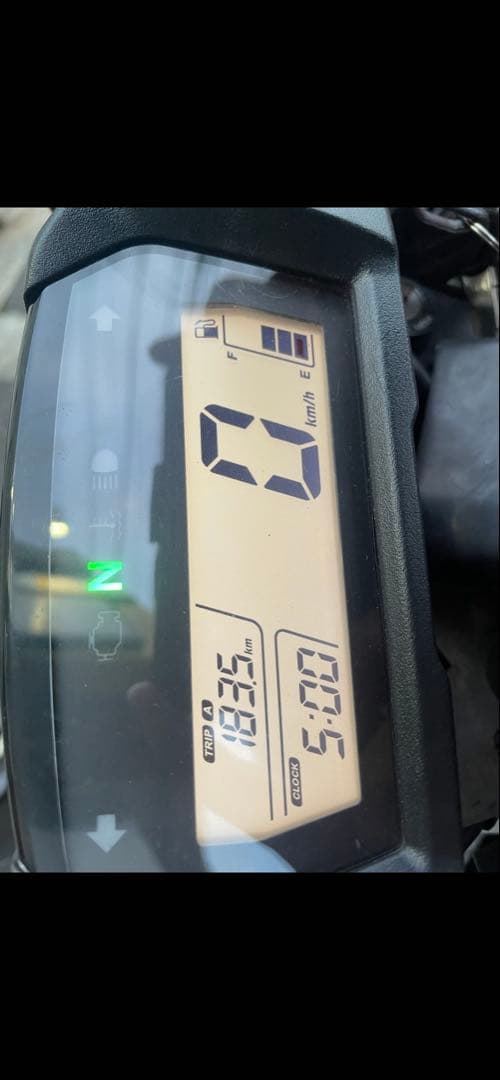 N
TRIP A
183.5 km
CLOCK
5:00
0 km/h
F
E